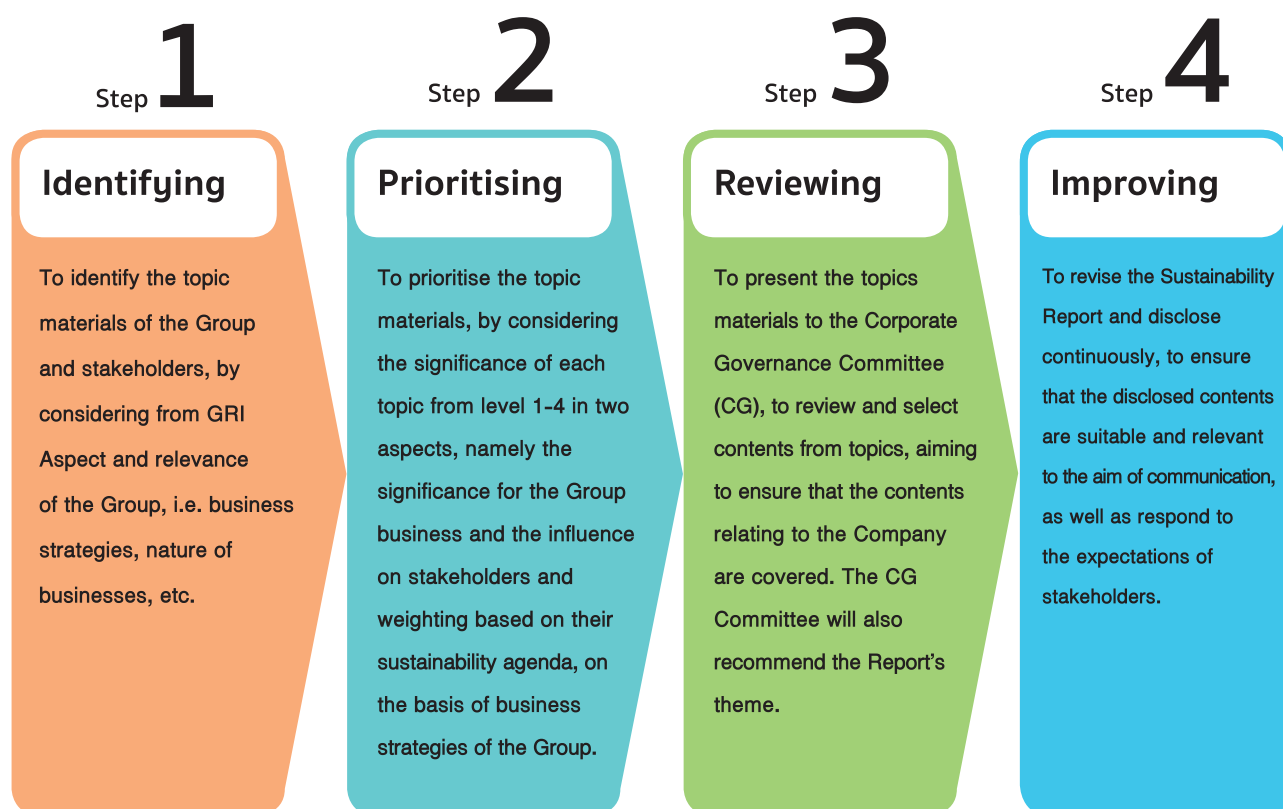 Step 1
Identifying
To identify the topic
materials of the Group
and stakeholders, by
considering from GRI
Aspect and relevance
of the Group, i.e. business
strategies, nature of
businesses, etc.
Step 2
Prioritising
To prioritise the topic
materials, by considering
the significance of each
topic from level 1-4 in two
aspects, namely the
significance for the Group
business and the influence
on stakeholders and
weighting based on their
sustainability agenda, on
the basis of business
strategies of the Group.
Step 3
Reviewing
To present the topics
materials to the Corporate
Governance Committee
(CG), to review and select
contents from topics, aiming
to ensure that the contents
relating to the Company
are covered. The CG
Committee will also
recommend the Report’s
theme.
Step 4
Improving
To revise the Sustainability
Report and disclose
continuously, to ensure
that the disclosed contents
are suitable and relevant
to the aim of communication,
as well as respond to
the expectations of
stakeholders.